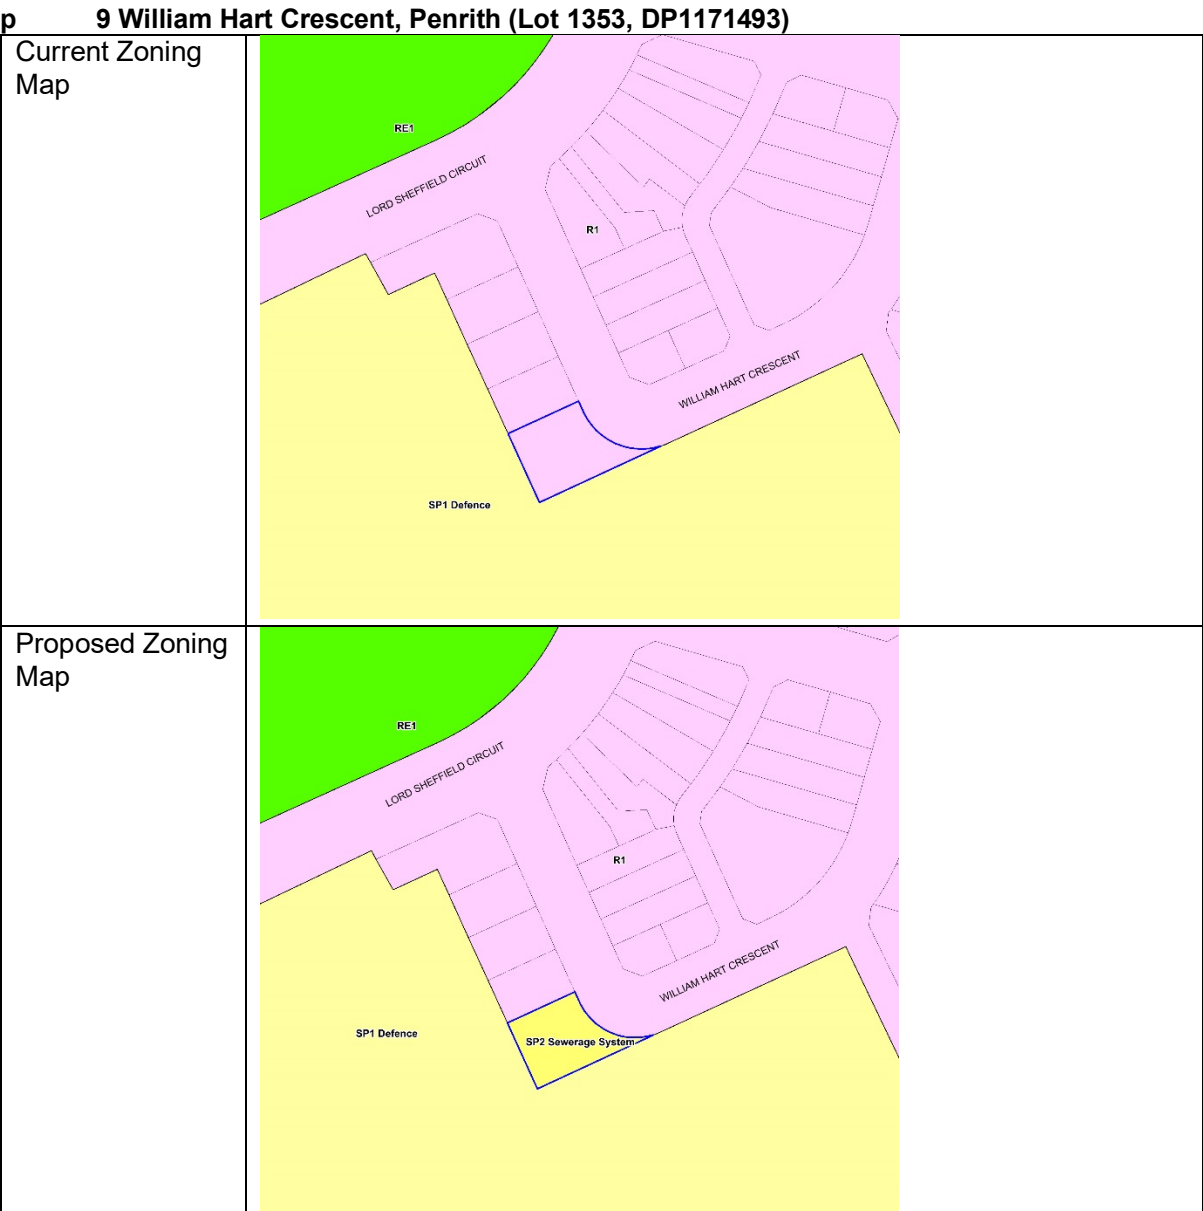 p 9 William Hart Crescent, Penrith (Lot 1353, DP1171493)
Current Zoning
Map
RE1
LORD SHEFFIELD CIRCUIT
R1
WILLIAM HART CRESCENT
SP1 Defence
Proposed Zoning
Map
RE1
LORD SHEFFIELD CIRCUIT
R1
WILLIAM HART CRESCENT
SP1 Defence
SP2 Sewerage System